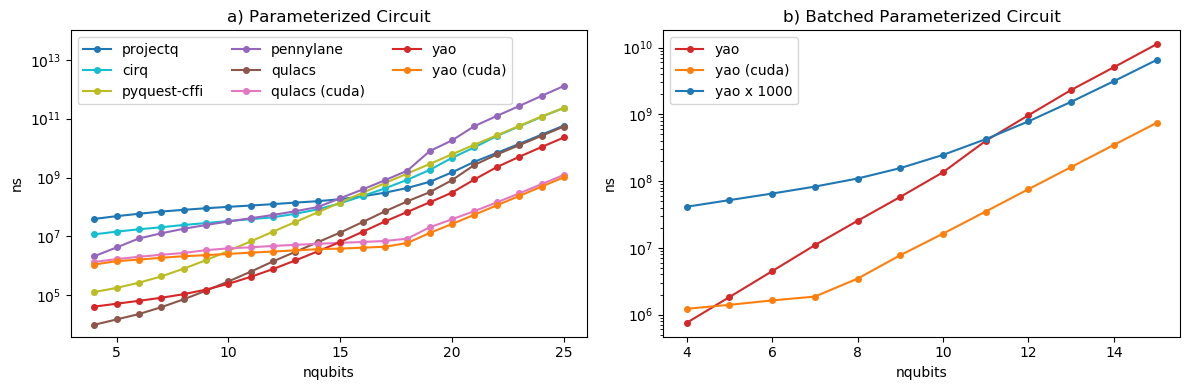 a) Parameterized Circuit
projectq
cirq
pyquest-cffi
pennylane
qulacs
qulacs (cuda)
yao
yao (cuda)
10^13
10^11
10^9
10^7
10^5
ns
5 10 15 20 25
nqubits
b) Batched Parameterized Circuit
yao
yao (cuda)
yao x 1000
10^10
10^9
10^8
10^7
10^6
ns
4 6 8 10 12 14
nqubits